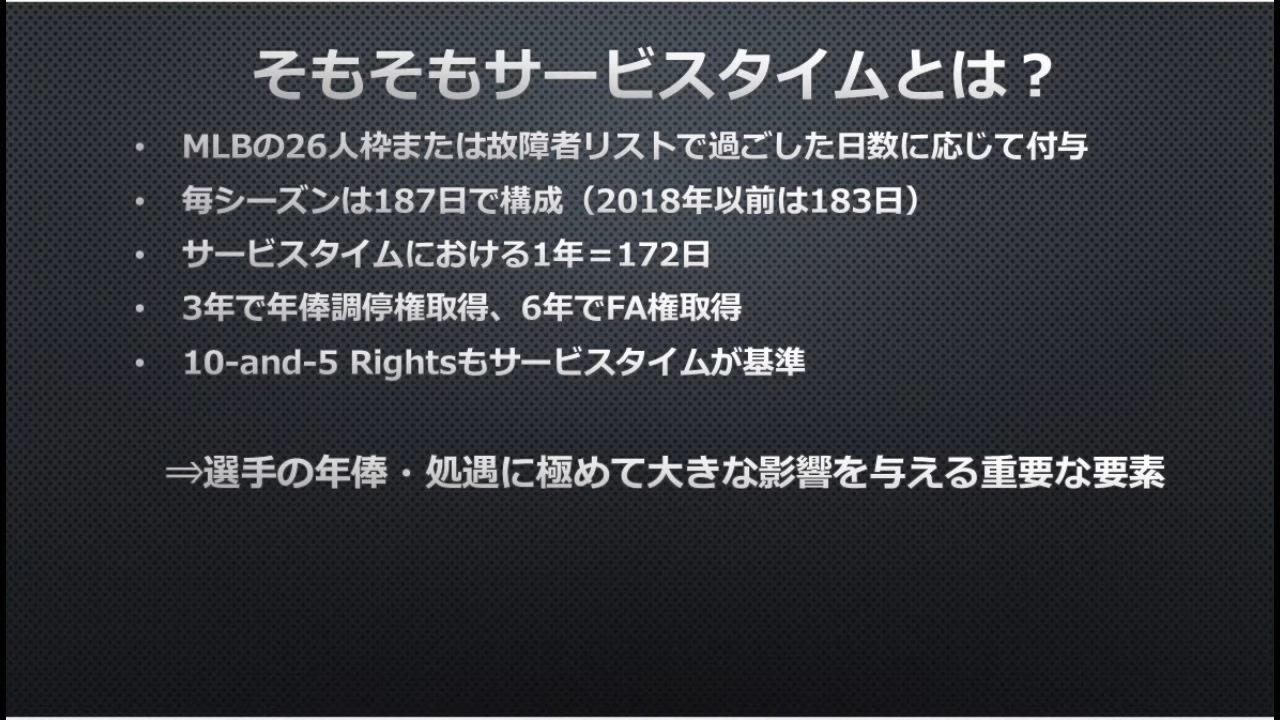 そもそもサービスタイムとは？
• MLBの26人枠または故障者リストで過ごした日数に応じて付与
• 毎シーズンは187日で構成（2018年以前は183日）
• サービスタイムにおける1年＝172日
• 3年で年俸調停権取得、6年でFA権取得
• 10-and-5 Rightsもサービスタイムが基準
⇒選手の年俸・処遇に極めて大きな影響を与える重要な要素